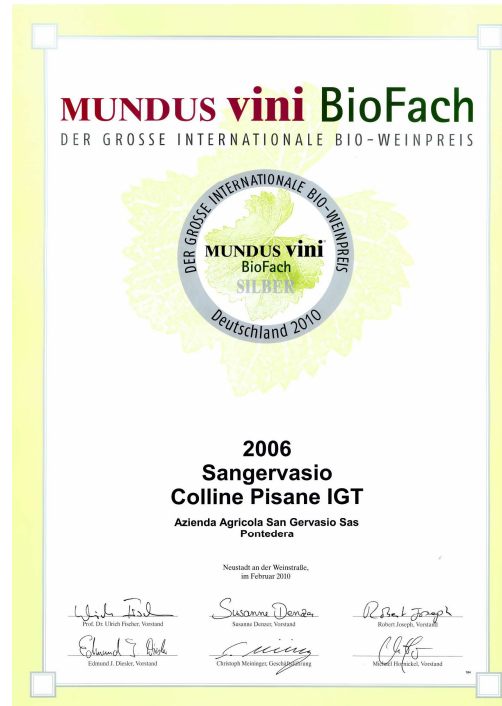 MUNDUS vini BioFach
DER GROSSE INTERNATIONALE BIO-WEINPREIS
DER GROSSE INTERNATIONALE BIO-WEINPREIS
MUNDUS vini
BioFach
SILBER
Deutschland 2010
2006
Sangervasio
Colline Pisane IGT
Azienda Agricola San Gervasio Sas
Pontedera
Neustadt an der Weinstraße,
im Februar 2010
Prof. Dr. Ulrich Fischer, Vorstand
Susanne Denzer, Vorstand
Robert Joseph, Vorstand
Edmund J. Diesler, Vorstand
Christoph Meininger, Geschäftsführung
Michael Hornickel, Vorstand